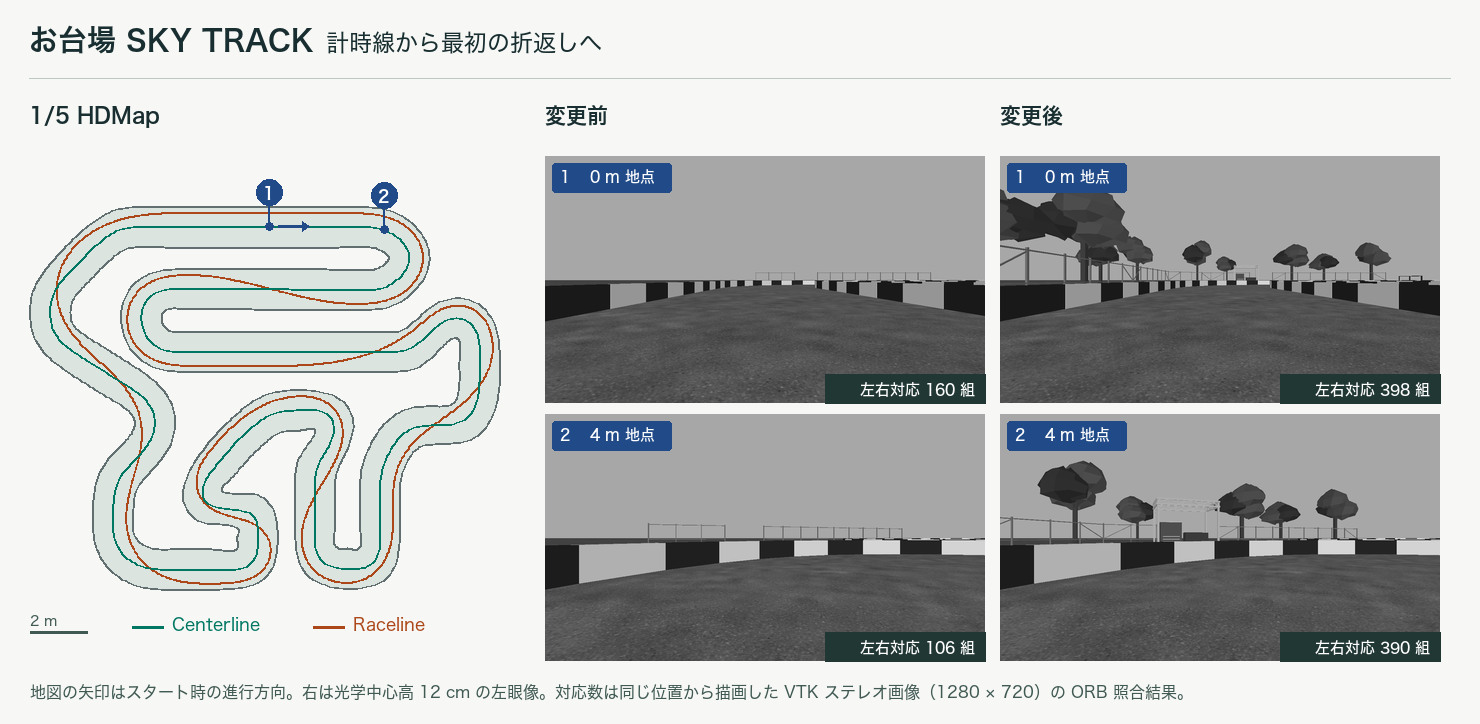 お台場 SKY TRACK 計時線から最初の折返しへ
1/5 HDMap
変更前
変更後
1
2
1 0 m 地点
左右対応 160 組
1 0 m 地点
左右対応 398 組
2 4 m 地点
左右対応 106 組
2 4 m 地点
左右対応 390 組
2 m
Centerline
Raceline
地図の矢印はスタート時の進行方向。右は光学中心高 12 cm の左眼像。対応数は同じ位置から描画した VTK ステレオ画像（1280 × 720）の ORB 照合結果。